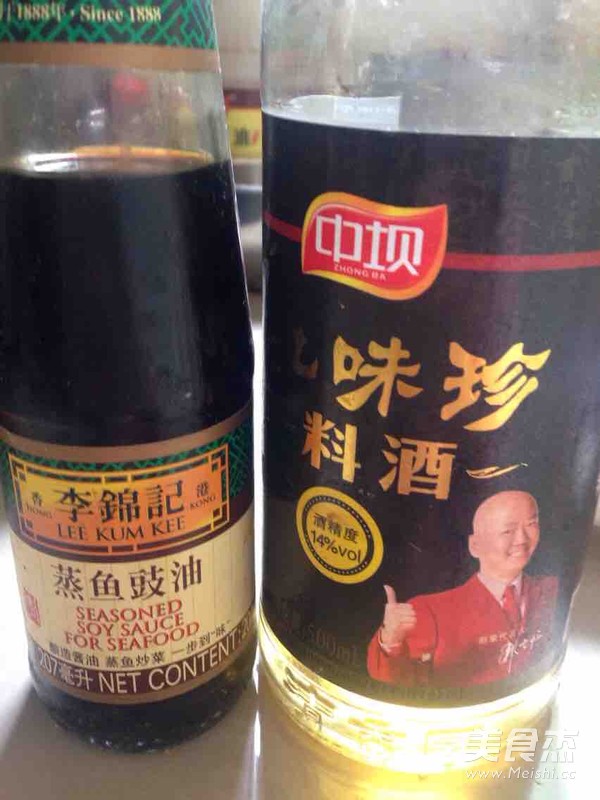 1888年·Since 1888
李錦記
香 港
HONG KONG
LEE KUM KEE
蒸鱼豉油
SEASONED
SOY SAUCE
FOR SEAFOOD
酿造酱油 蒸鱼炒菜 一步到"味"
207毫升 NET CONTENT:
中坝
ZHONG BA
味珍
料酒
酒精度
14%vol
500ml
美食杰
www.Meishi.cc